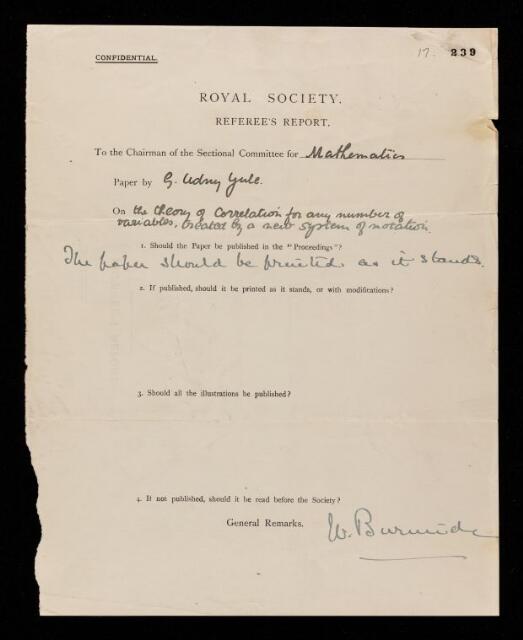 17. 239
CONFIDENTIAL.
ROYAL SOCIETY.
REFEREE'S REPORT.
To the Chairman of the Sectional Committee for Mathematics
Paper by G. Udny Yule.
On the theory of Correlation for any number of
variables, treated by a new system of notation.
1. Should the Paper be published in the "Proceedings"?
The paper should be printed as it stands.
2. If published, should it be printed as it stands, or with modifications?
3. Should all the illustrations be published?
4. If not published, should it be read before the Society?
General Remarks.
W. Burnside